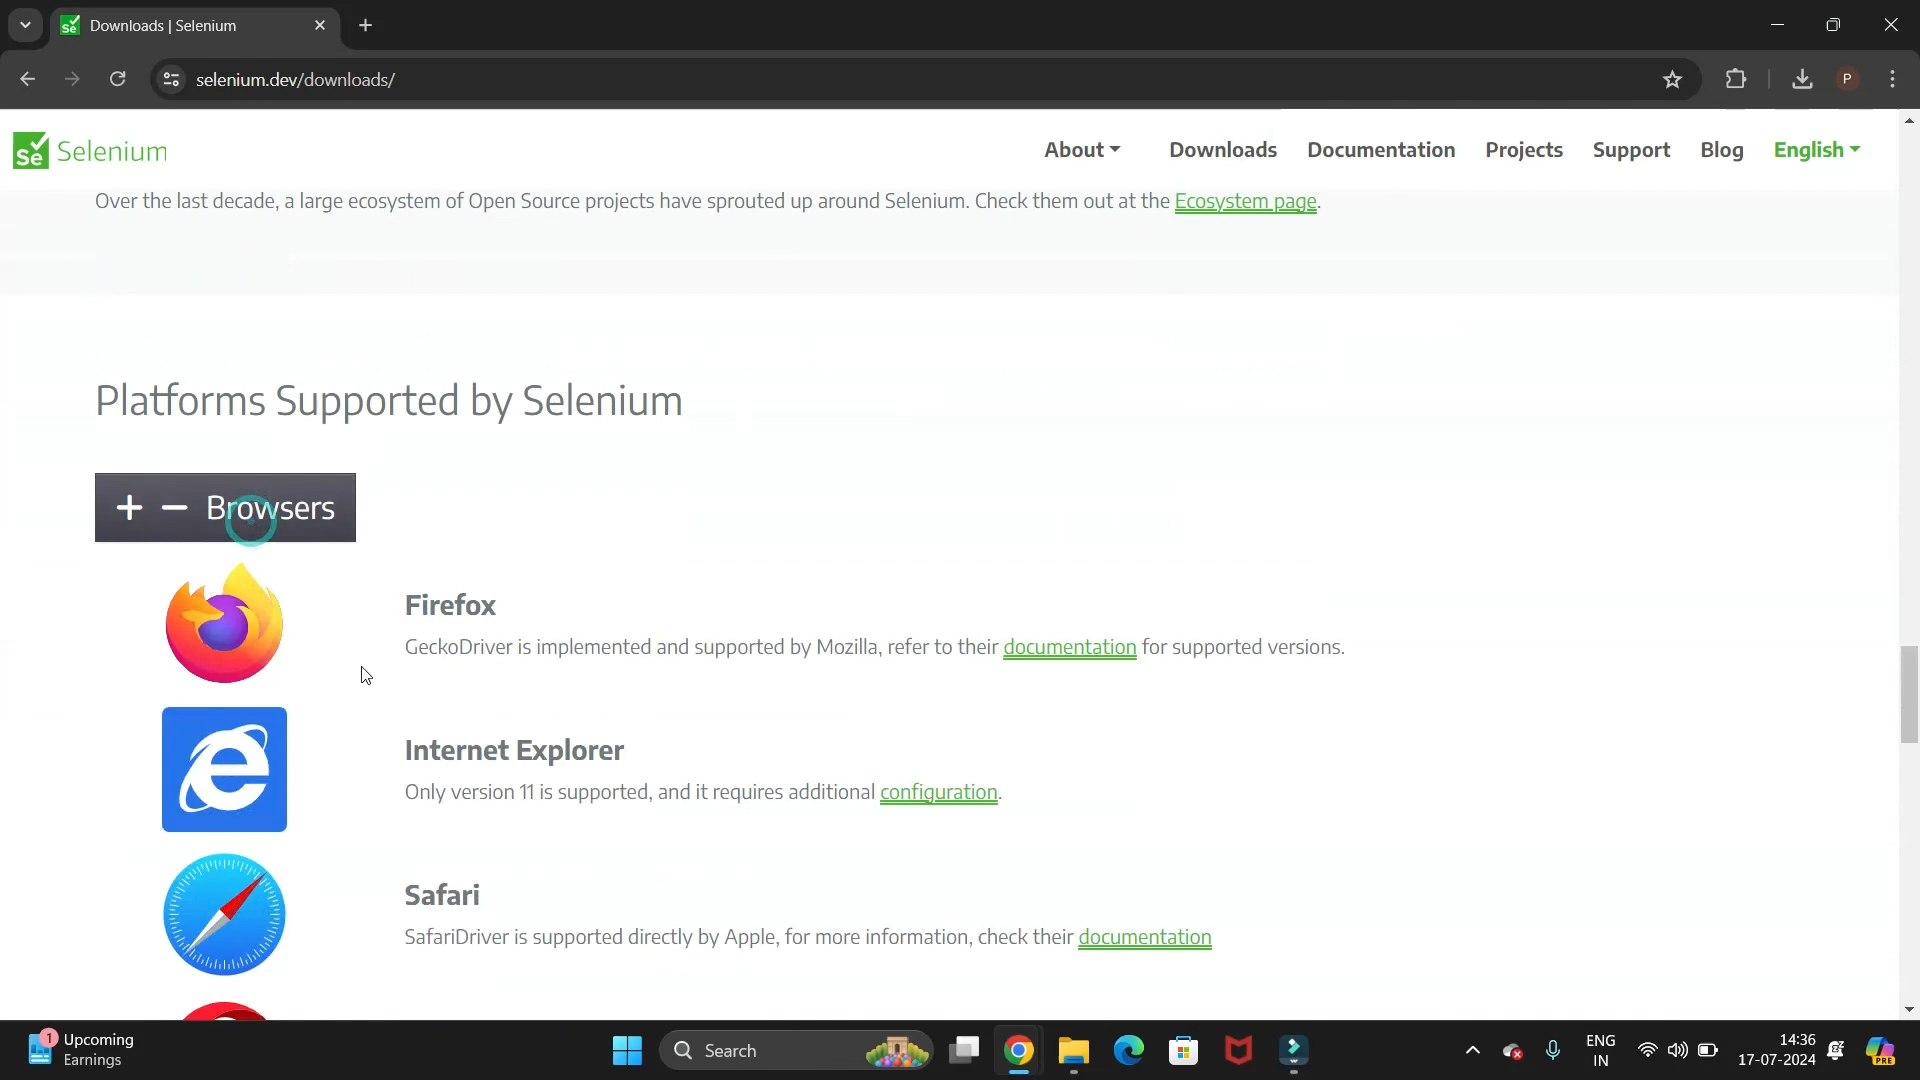 Downloads | Selenium
selenium.dev/downloads/
P
Se Selenium
About Downloads Documentation Projects Support Blog English
Over the last decade, a large ecosystem of Open Source projects have sprouted up around Selenium. Check them out at the Ecosystem page.
Platforms Supported by Selenium
+ − Browsers
Firefox
GeckoDriver is implemented and supported by Mozilla, refer to their documentation for supported versions.
Internet Explorer
Only version 11 is supported, and it requires additional configuration.
Safari
SafariDriver is supported directly by Apple, for more information, check their documentation
1
Upcoming
Earnings
Search
ENG
IN
14:36
17-07-2024
PRE